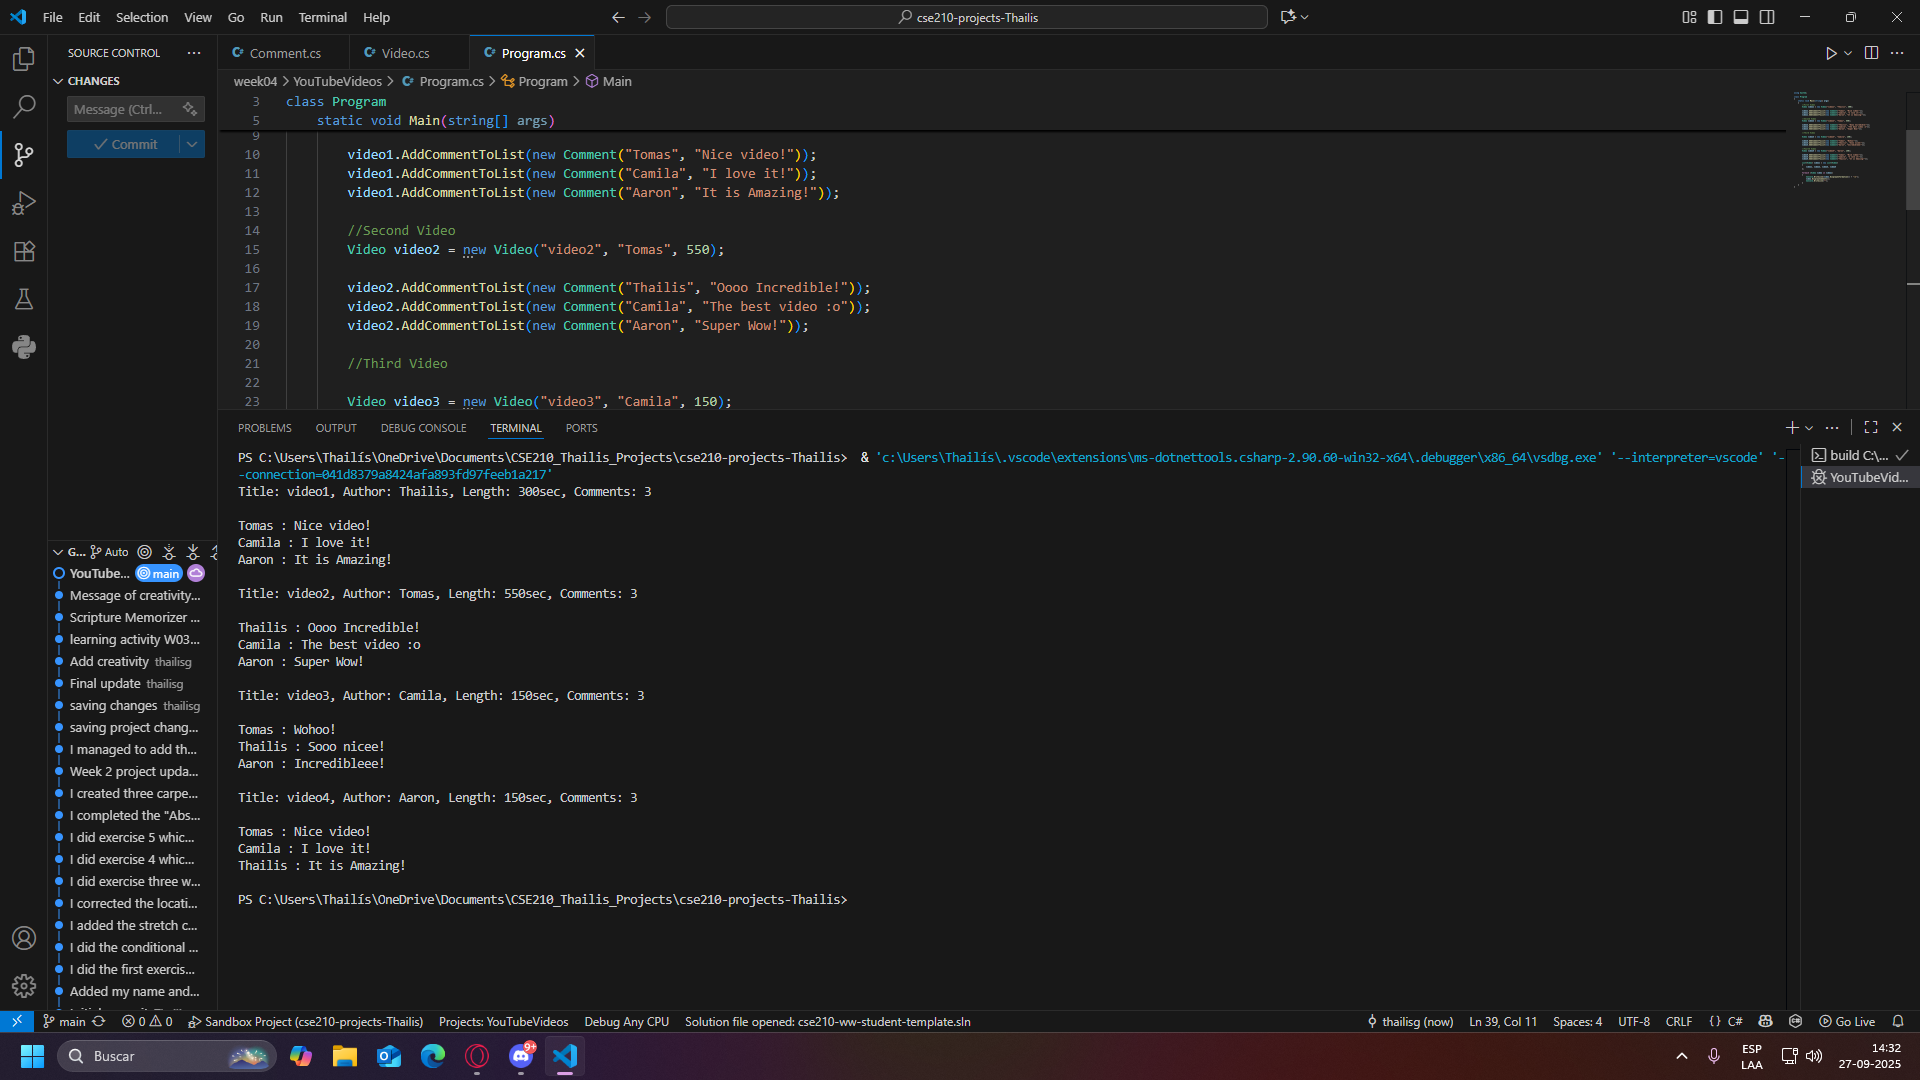 File Edit Selection View Go Run Terminal Help
cse210-projects-Thailis
SOURCE CONTROL
CHANGES
Message (Ctrl...
Commit
G... Auto
YouTube... main
Message of creativity...
Scripture Memorizer ...
learning activity W03...
Add creativity thailisg
Final update thailisg
saving changes thailisg
saving project chang...
I managed to add th...
Week 2 project upda...
I created three carpe...
I completed the "Abs...
I did exercise 5 whic...
I did exercise 4 whic...
I did exercise three w...
I corrected the locati...
I added the stretch c...
I did the conditional ...
I did the first exercis...
Added my name and...
Comment.cs
Video.cs
Program.cs
week04 > YouTubeVideos > Program.cs > Program > Main
3 class Program
5 static void Main(string[] args)
9
10 video1.AddCommentToList(new Comment("Tomas", "Nice video!"));
11 video1.AddCommentToList(new Comment("Camila", "I love it!"));
12 video1.AddCommentToList(new Comment("Aaron", "It is Amazing!"));
13
14 //Second Video
15 Video video2 = new Video("video2", "Tomas", 550);
16
17 video2.AddCommentToList(new Comment("Thailis", "Oooo Incredible!"));
18 video2.AddCommentToList(new Comment("Camila", "The best video :o"));
19 video2.AddCommentToList(new Comment("Aaron", "Super Wow!"));
20
21 //Third Video
22
23 Video video3 = new Video("video3", "Camila", 150);
PROBLEMS OUTPUT DEBUG CONSOLE TERMINAL PORTS
PS C:\Users\Thailís\OneDrive\Documents\CSE210_Thailis_Projects\cse210-projects-Thailis> & 'c:\Users\Thailís\.vscode\extensions\ms-dotnettools.csharp-2.90.60-win32-x64\.debugger\x86_64\vsdbg.exe' '--interpreter=vscode' '-
-connection=041d8379a8424afa893fd97feeb1a217'
Title: video1, Author: Thailis, Length: 300sec, Comments: 3
Tomas : Nice video!
Camila : I love it!
Aaron : It is Amazing!
Title: video2, Author: Tomas, Length: 550sec, Comments: 3
Thailis : Oooo Incredible!
Camila : The best video :o
Aaron : Super Wow!
Title: video3, Author: Camila, Length: 150sec, Comments: 3
Tomas : Wohoo!
Thailis : Sooo nicee!
Aaron : Incredibleee!
Title: video4, Author: Aaron, Length: 150sec, Comments: 3
Tomas : Nice video!
Camila : I love it!
Thailis : It is Amazing!
PS C:\Users\Thailís\OneDrive\Documents\CSE210_Thailis_Projects\cse210-projects-Thailis>
build C:\...
YouTubeVid...
main 0 0 Sandbox Project (cse210-projects-Thailis) Projects: YouTubeVideos Debug Any CPU Solution file opened: cse210-ww-student-template.sln thailisg (now) Ln 39, Col 11 Spaces: 4 UTF-8 CRLF {} C# Go Live
Buscar
9+
ESP
LAA
14:32
27-09-2025